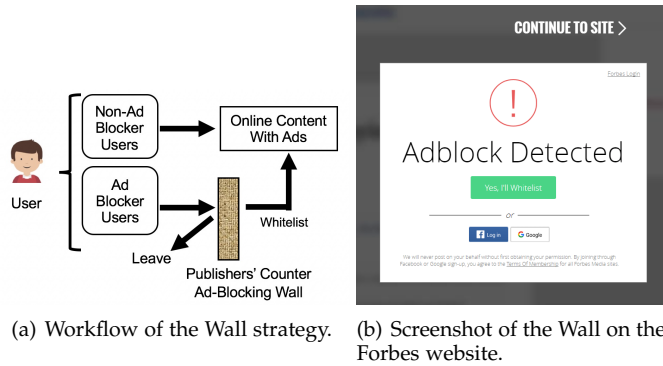 Non-Ad
Blocker
Users
Online Content
With Ads
User
Ad
Blocker
Users
Whitelist
Leave
Publishers' Counter
Ad-Blocking Wall
(a) Workflow of the Wall strategy.
CONTINUE TO SITE >
Forbes Login
!
Adblock Detected
Yes, I'll Whitelist
or
f Log in
G Google
We will never post on your behalf without first obtaining your permission. By joining through
Facebook or Google sign-up, you agree to the Terms Of Membership for all Forbes Media sites.
(b) Screenshot of the Wall on the
Forbes website.